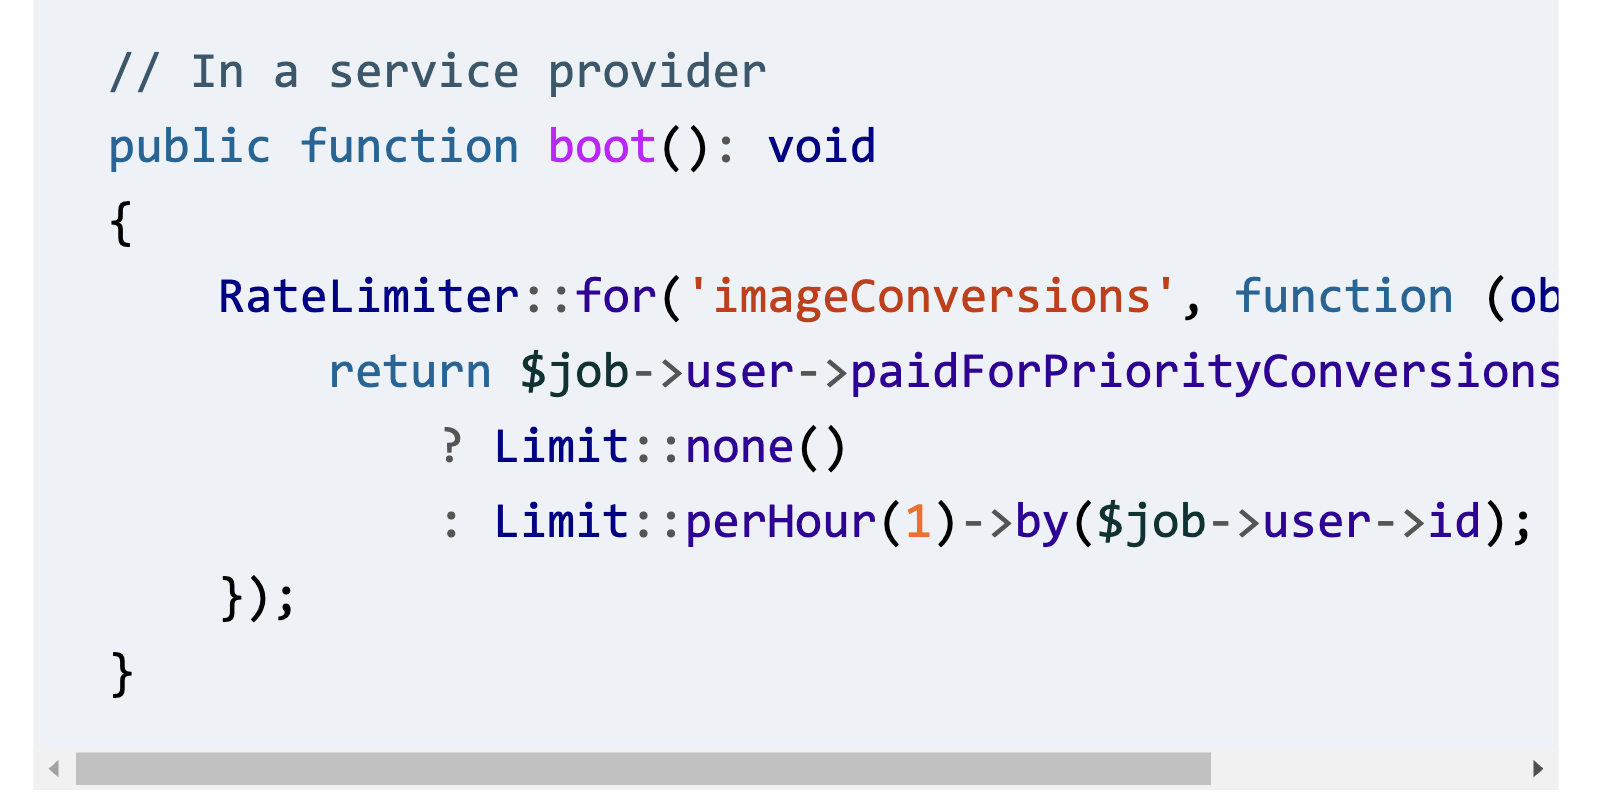 // In a service provider
public function boot(): void
{
    RateLimiter::for('imageConversions', function (ob
        return $job->user->paidForPriorityConversions
            ? Limit::none()
            : Limit::perHour(1)->by($job->user->id);
    });
}